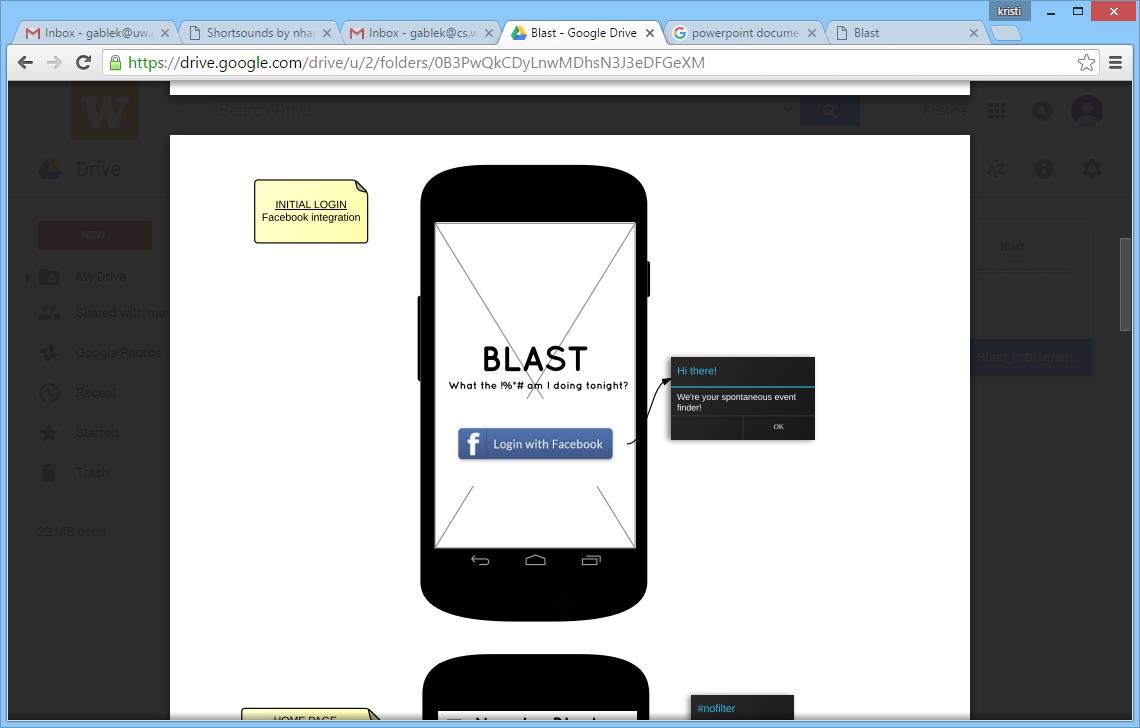 kristi
Inbox - gablek@uw.
Shortsounds by nhar
Inbox - gablek@cs.w
Blast - Google Drive
powerpoint docume
Blast
https://drive.google.com/drive/u/2/folders/0B3PwQkCDyLnwMDhsN3J3eDFGeXM
W
Search Drive
Kristine
Drive
NEW
My Drive
Shared with me
Google Photos
Recent
Starred
Trash
22 MB used
Blast
Blast_UIDiagram...
INITIAL LOGIN
Facebook integration
BLAST
What the !%*# am I doing tonight?
f Login with Facebook
Hi there!
We're your spontaneous event
finder!
OK
HOME PAGE
#nofilter